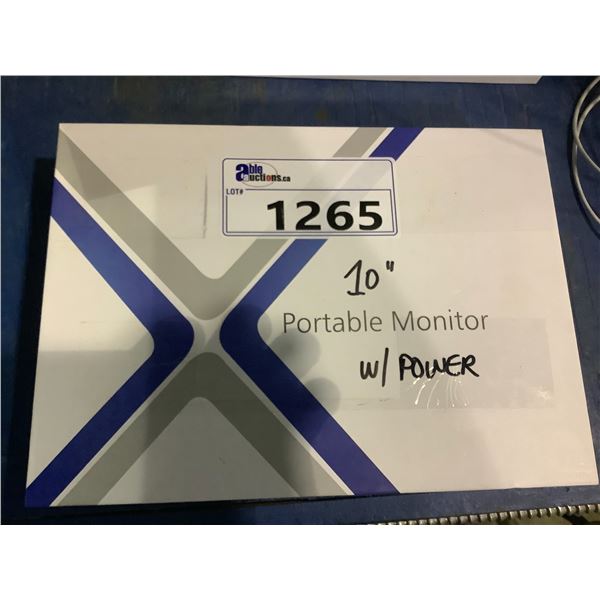 able
auctions.ca
LOT#
1265
10"
Portable Monitor
w/ POWER